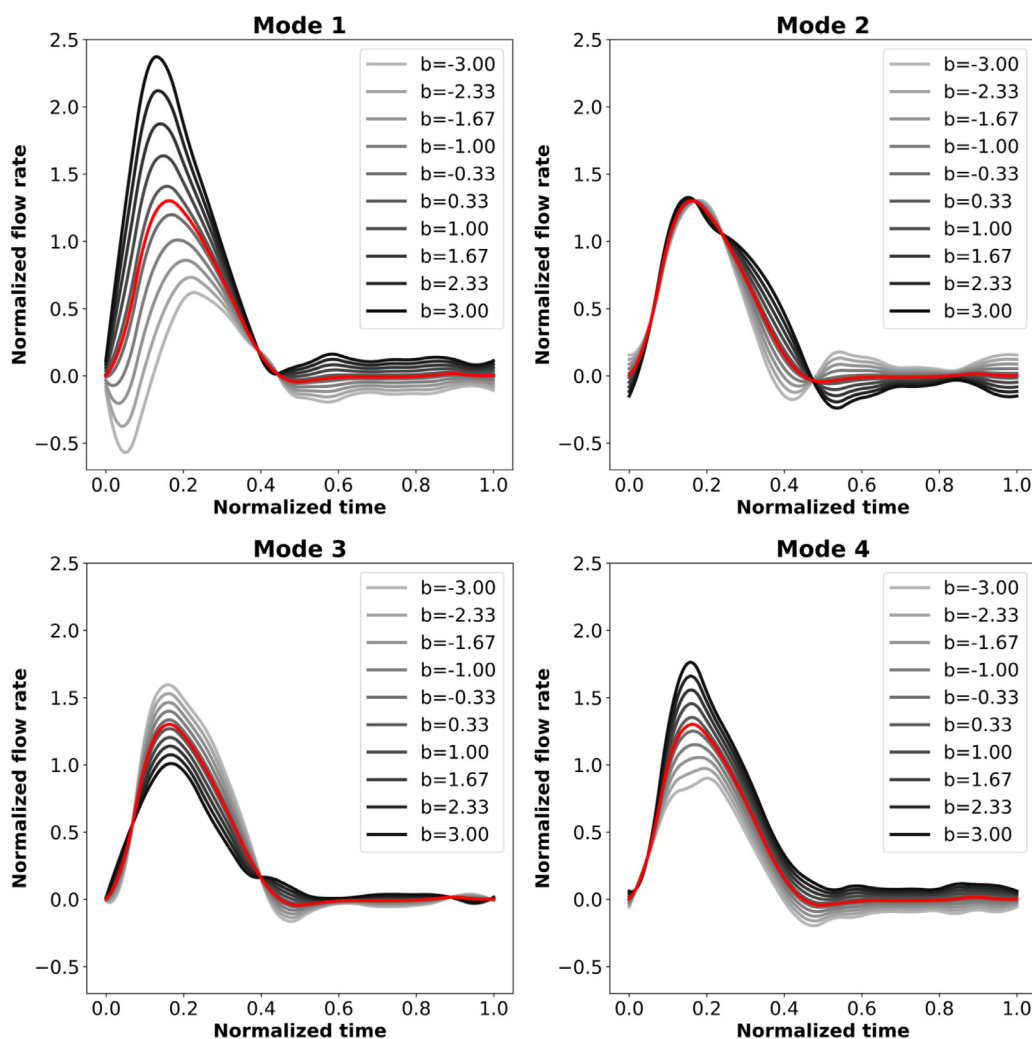 Mode 1
Normalized flow rate
2.5
2.0
1.5
1.0
0.5
0.0
−0.5
b=-3.00
b=-2.33
b=-1.67
b=-1.00
b=-0.33
b=0.33
b=1.00
b=1.67
b=2.33
b=3.00
0.0 0.2 0.4 0.6 0.8 1.0
Normalized time
Mode 2
Normalized flow rate
2.5
2.0
1.5
1.0
0.5
0.0
−0.5
b=-3.00
b=-2.33
b=-1.67
b=-1.00
b=-0.33
b=0.33
b=1.00
b=1.67
b=2.33
b=3.00
0.0 0.2 0.4 0.6 0.8 1.0
Normalized time
Mode 3
Normalized flow rate
2.5
2.0
1.5
1.0
0.5
0.0
−0.5
b=-3.00
b=-2.33
b=-1.67
b=-1.00
b=-0.33
b=0.33
b=1.00
b=1.67
b=2.33
b=3.00
0.0 0.2 0.4 0.6 0.8 1.0
Normalized time
Mode 4
Normalized flow rate
2.5
2.0
1.5
1.0
0.5
0.0
−0.5
b=-3.00
b=-2.33
b=-1.67
b=-1.00
b=-0.33
b=0.33
b=1.00
b=1.67
b=2.33
b=3.00
0.0 0.2 0.4 0.6 0.8 1.0
Normalized time